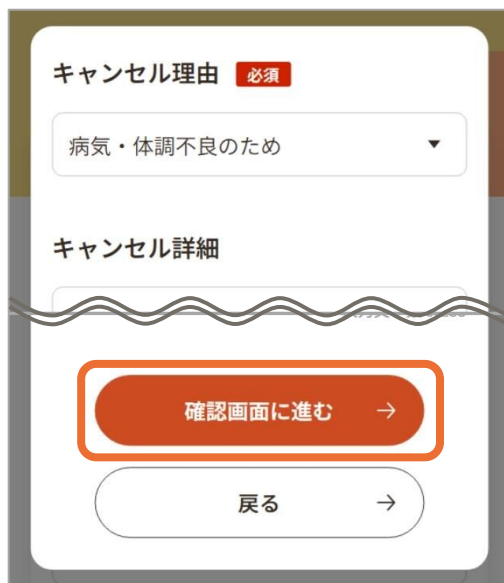 キャンセル理由 必須
病気・体調不良のため
キャンセル詳細
確認画面に進む
戻る